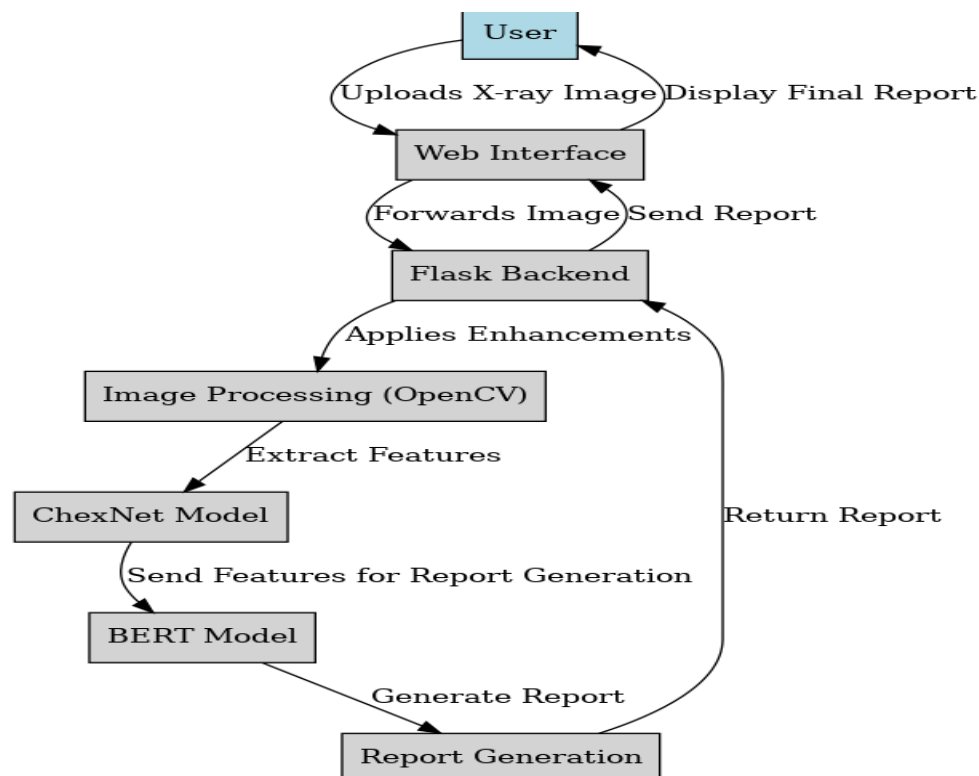 User
Uploads X-ray Image
Display Final Report
Web Interface
Forwards Image
Send Report
Flask Backend
Applies Enhancements
Image Processing (OpenCV)
Extract Features
ChexNet Model
Return Report
Send Features for Report Generation
BERT Model
Generate Report
Report Generation